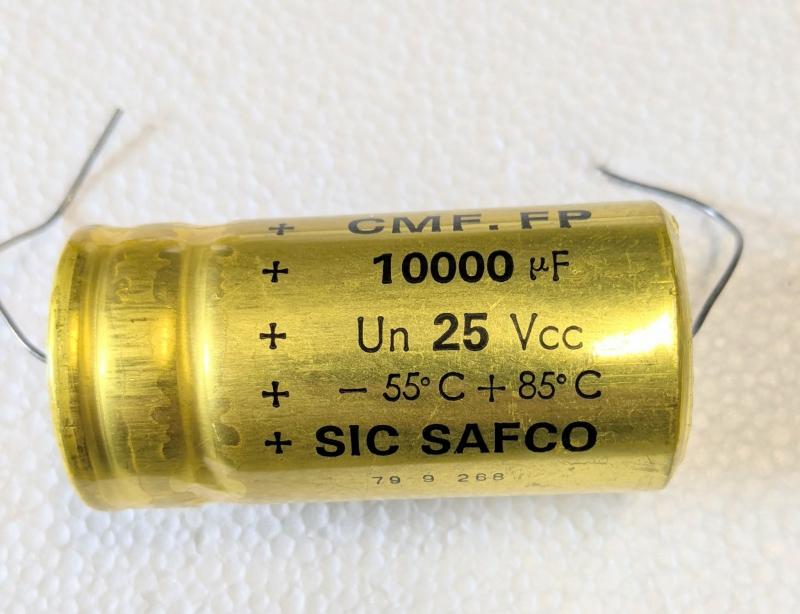 + CMF. FP
+ 10000 µF
+ Un 25 Vcc
+ - 55°C + 85°C
+ SIC SAFCO
79 9 268